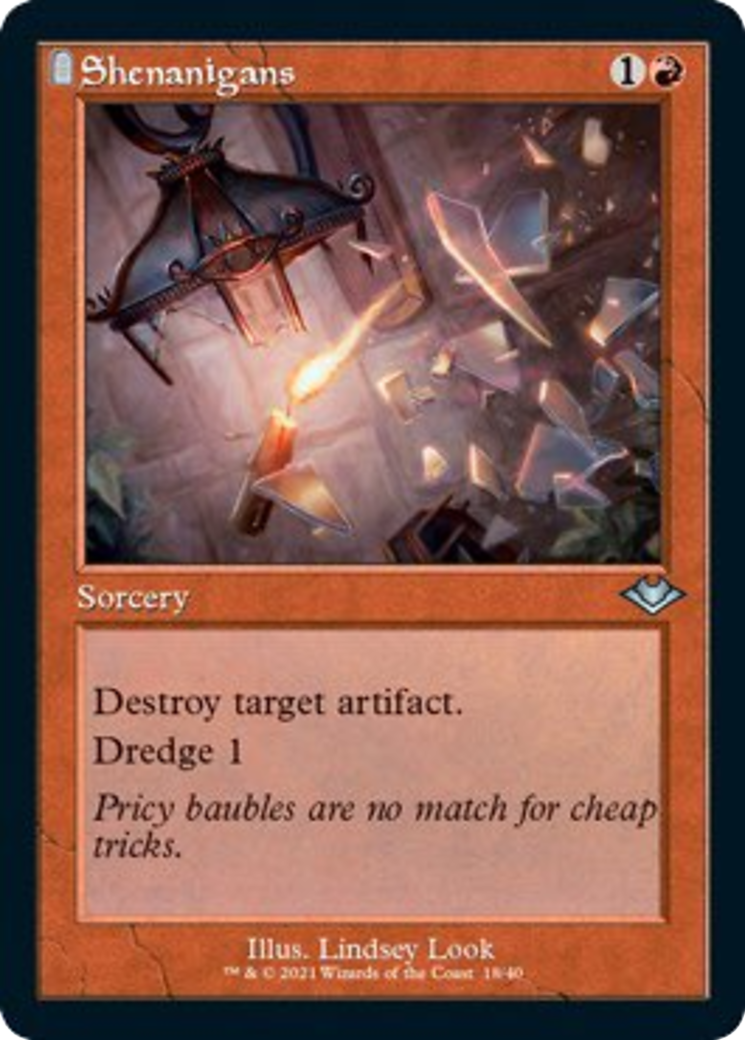 Shenanigans 1
Sorcery
Destroy target artifact.
Dredge 1
Pricy baubles are no match for cheap
tricks.
Illus. Lindsey Look
™ & © 2021 Wizards of the Coast 18/40